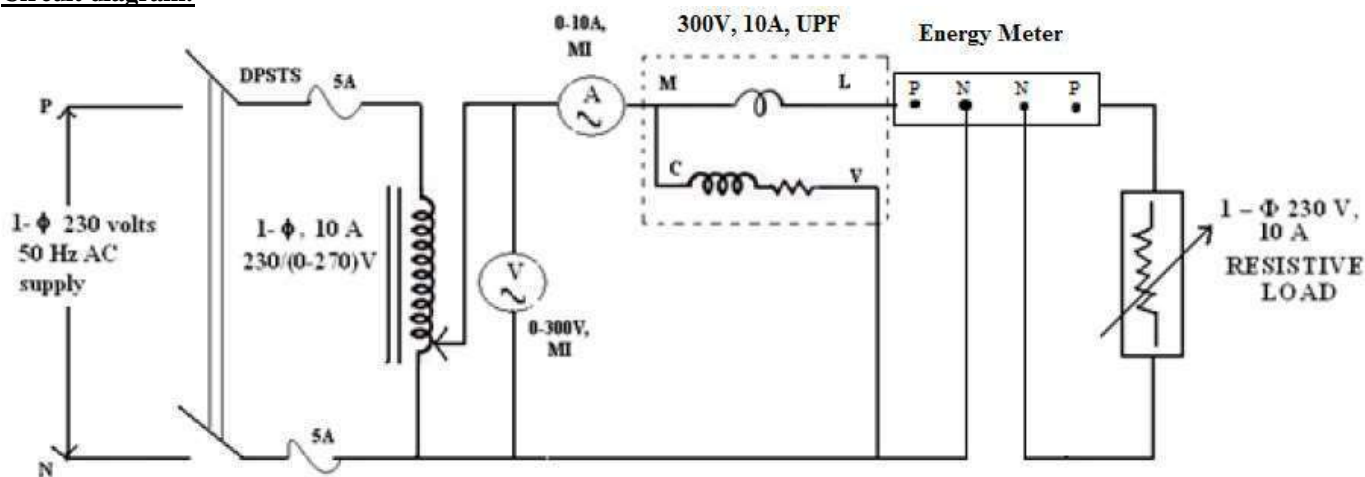 Circuit diagram:
0-10A,
MI
300V, 10A, UPF
Energy Meter
DPSTS
5A
P
A
M
L
P N N P
C
V
1-ϕ 230 volts
50 Hz AC
supply
1-ϕ, 10 A
230/(0-270)V
V
0-300V,
MI
1 – Φ 230 V,
10 A
RESISTIVE
LOAD
5A
N